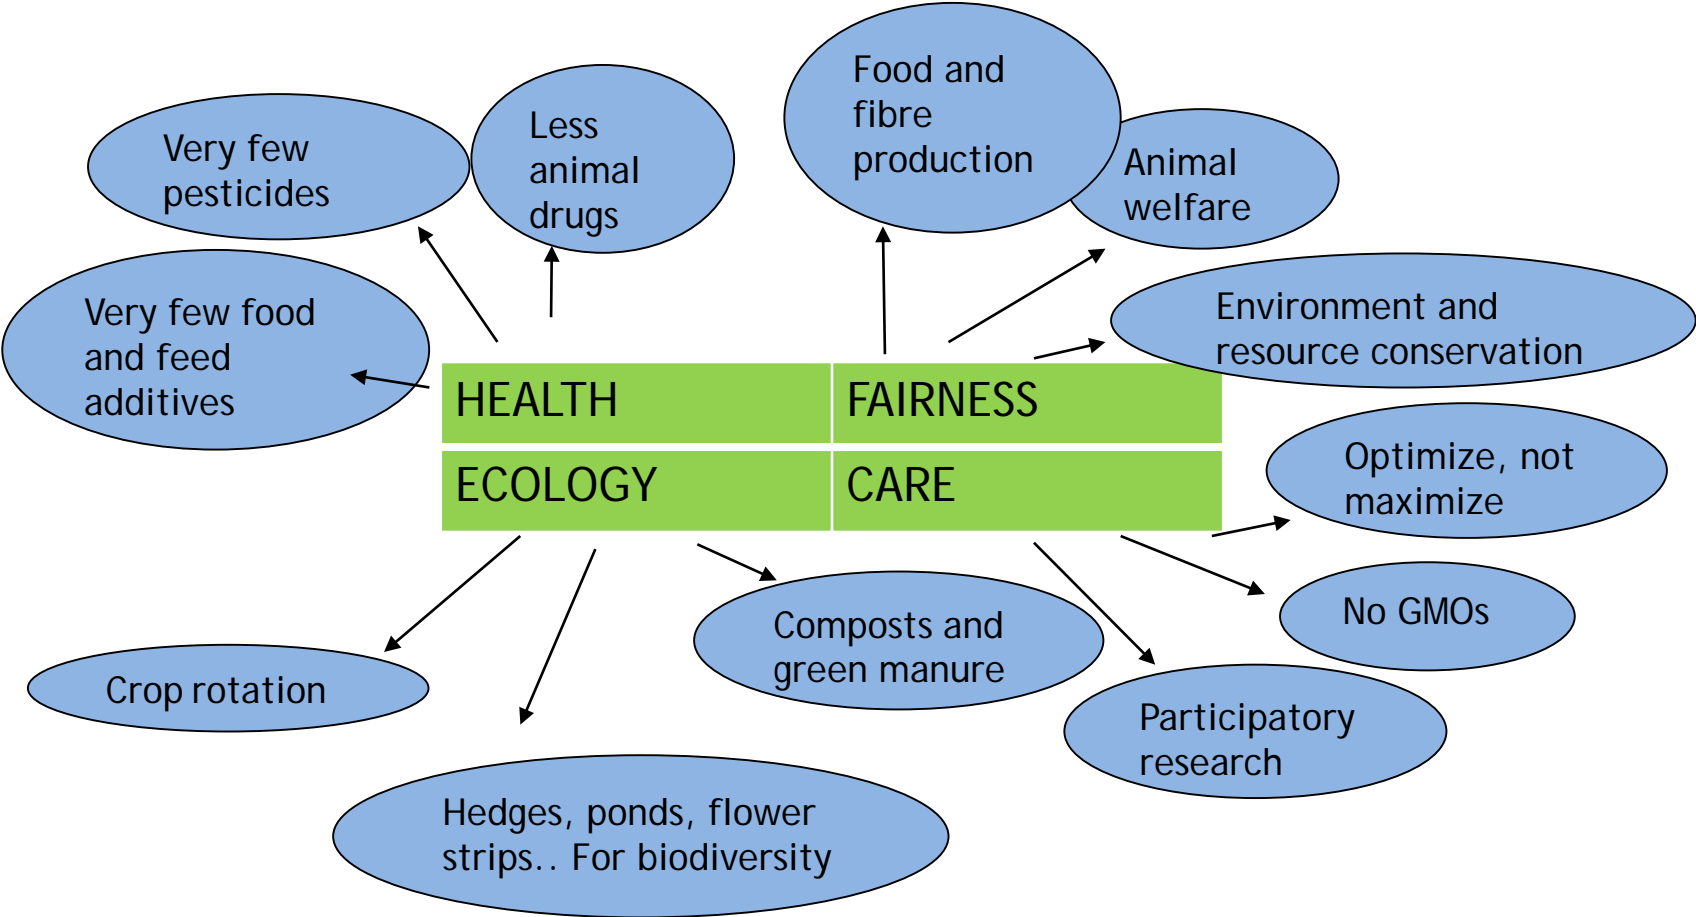 Food and
fibre
production
Less
animal
drugs
Very few
pesticides
Animal
welfare
Very few food
and feed
additives
Environment and
resource conservation
HEALTH
FAIRNESS
ECOLOGY
CARE
Optimize, not
maximize
No GMOs
Composts and
green manure
Crop rotation
Participatory
research
Hedges, ponds, flower
strips.. For biodiversity